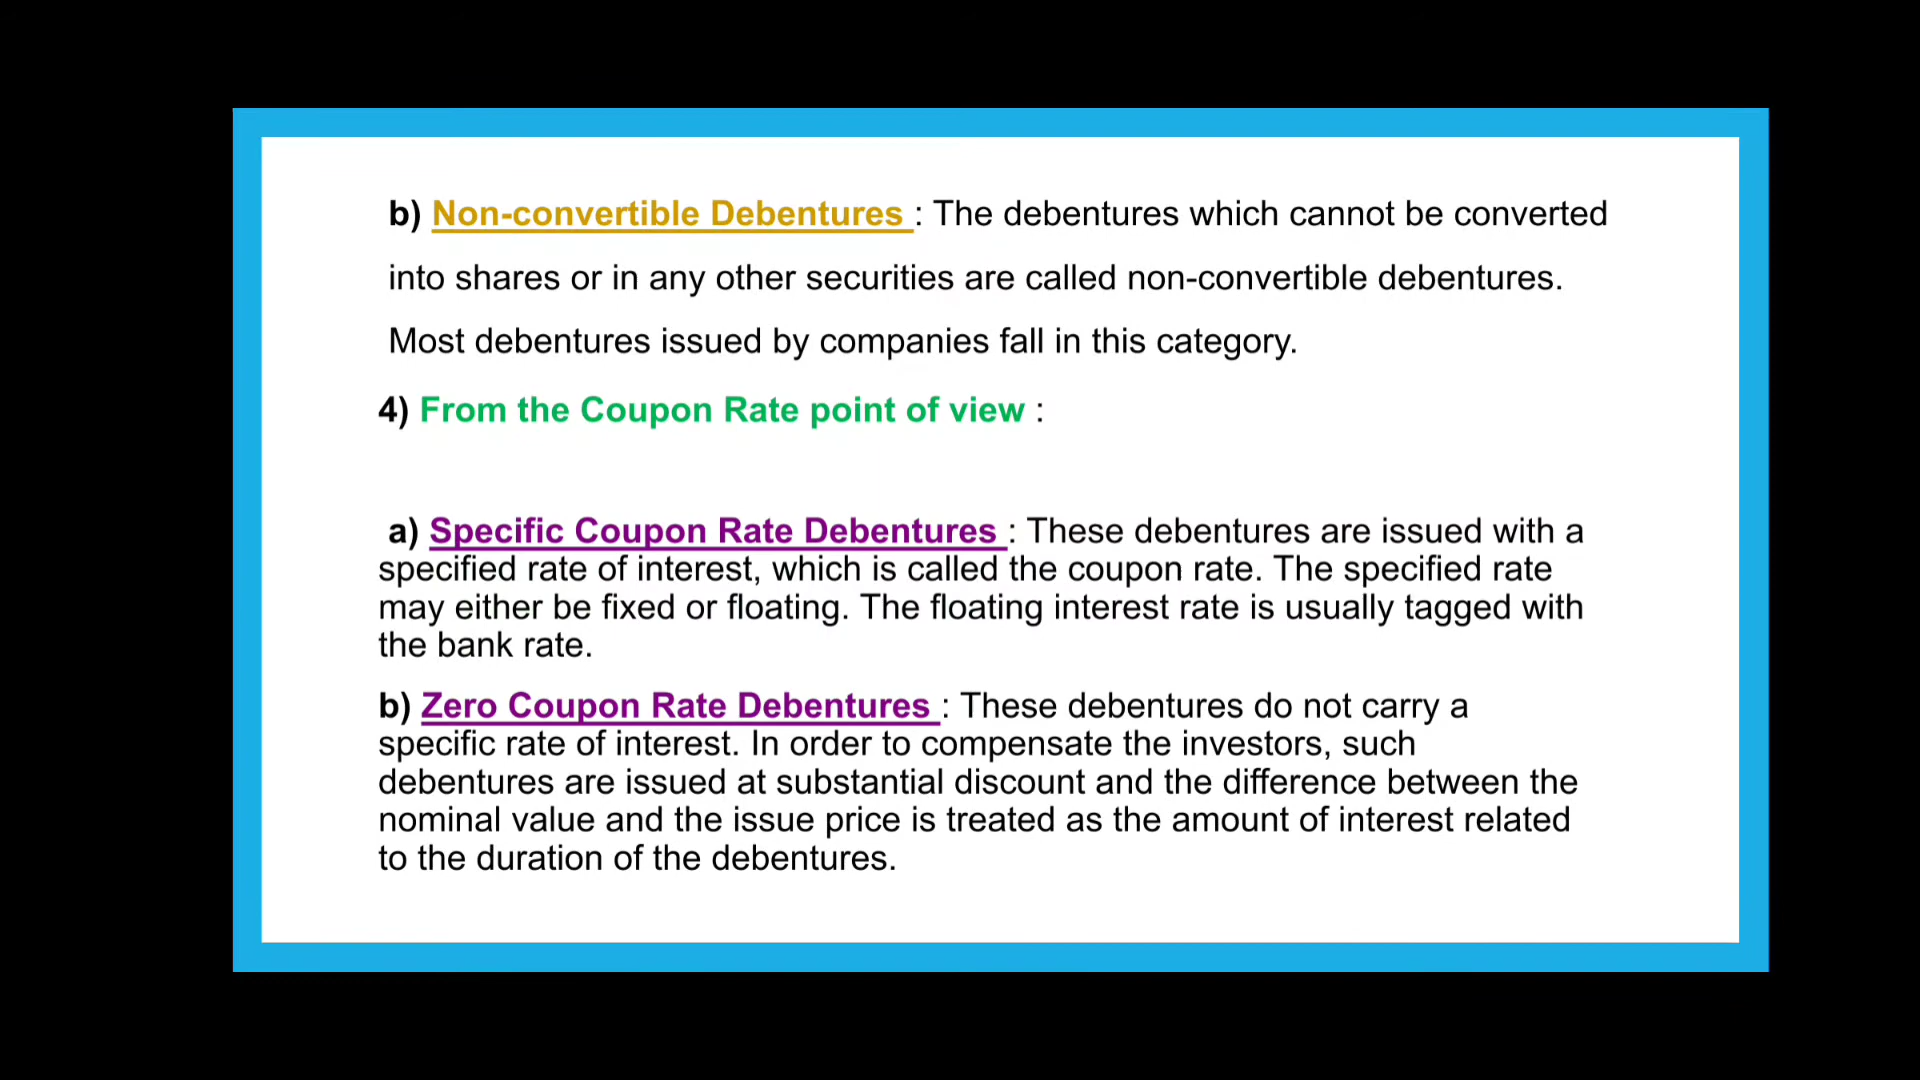 b) Non-convertible Debentures : The debentures which cannot be converted
into shares or in any other securities are called non-convertible debentures.
Most debentures issued by companies fall in this category.
4) From the Coupon Rate point of view :
a) Specific Coupon Rate Debentures : These debentures are issued with a
specified rate of interest, which is called the coupon rate. The specified rate
may either be fixed or floating. The floating interest rate is usually tagged with
the bank rate.
b) Zero Coupon Rate Debentures : These debentures do not carry a
specific rate of interest. In order to compensate the investors, such
debentures are issued at substantial discount and the difference between the
nominal value and the issue price is treated as the amount of interest related
to the duration of the debentures.